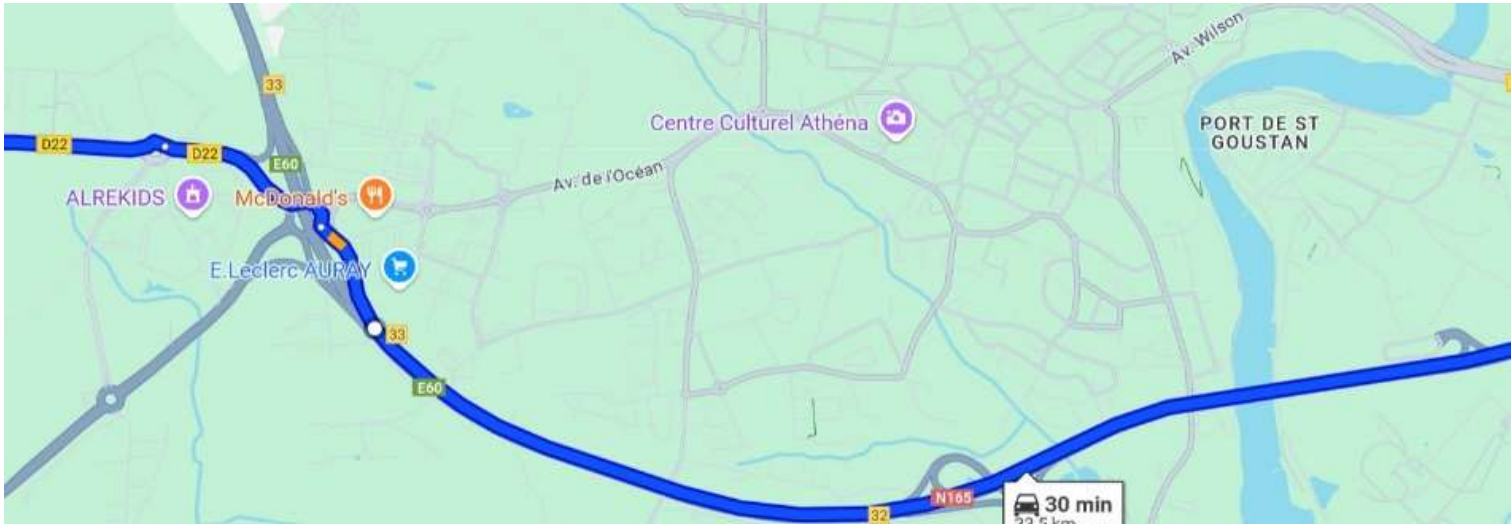 33
Av. Wilson
D22
D22
E60
Centre Culturel Athéna
PORT DE ST
GOUSTAN
ALREKIDS
McDonald's
Av. de l'Océan
E.Leclerc AURAY
33
E60
N165
32
30 min